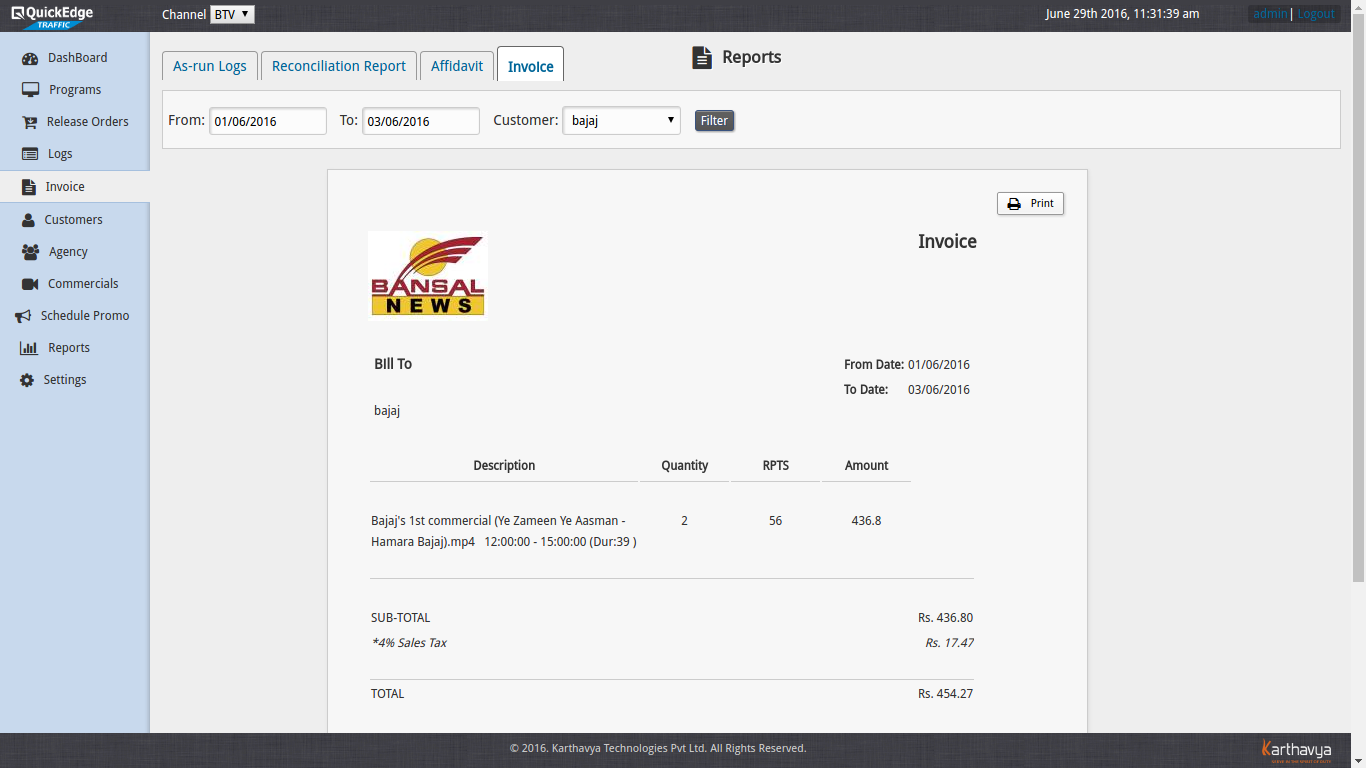 QuickEdge
TRAFFIC
Channel BTV
June 29th 2016, 11:31:39 am
admin| Logout
DashBoard
Programs
Release Orders
Logs
Invoice
Customers
Agency
Commercials
Schedule Promo
Reports
Settings
As-run Logs
Reconciliation Report
Affidavit
Invoice
Reports
From: 01/06/2016 To: 03/06/2016 Customer: bajaj Filter
Print
BANSAL
NEWS
Invoice
Bill To
From Date: 01/06/2016
To Date: 03/06/2016
bajaj
Description Quantity RPTS Amount
Bajaj's 1st commercial (Ye Zameen Ye Aasman - 2 56 436.8
Hamara Bajaj).mp4 12:00:00 - 15:00:00 (Dur:39 )
SUB-TOTAL Rs. 436.80
*4% Sales Tax Rs. 17.47
TOTAL Rs. 454.27
© 2016. Karthavya Technologies Pvt Ltd. All Rights Reserved.
Karthavya